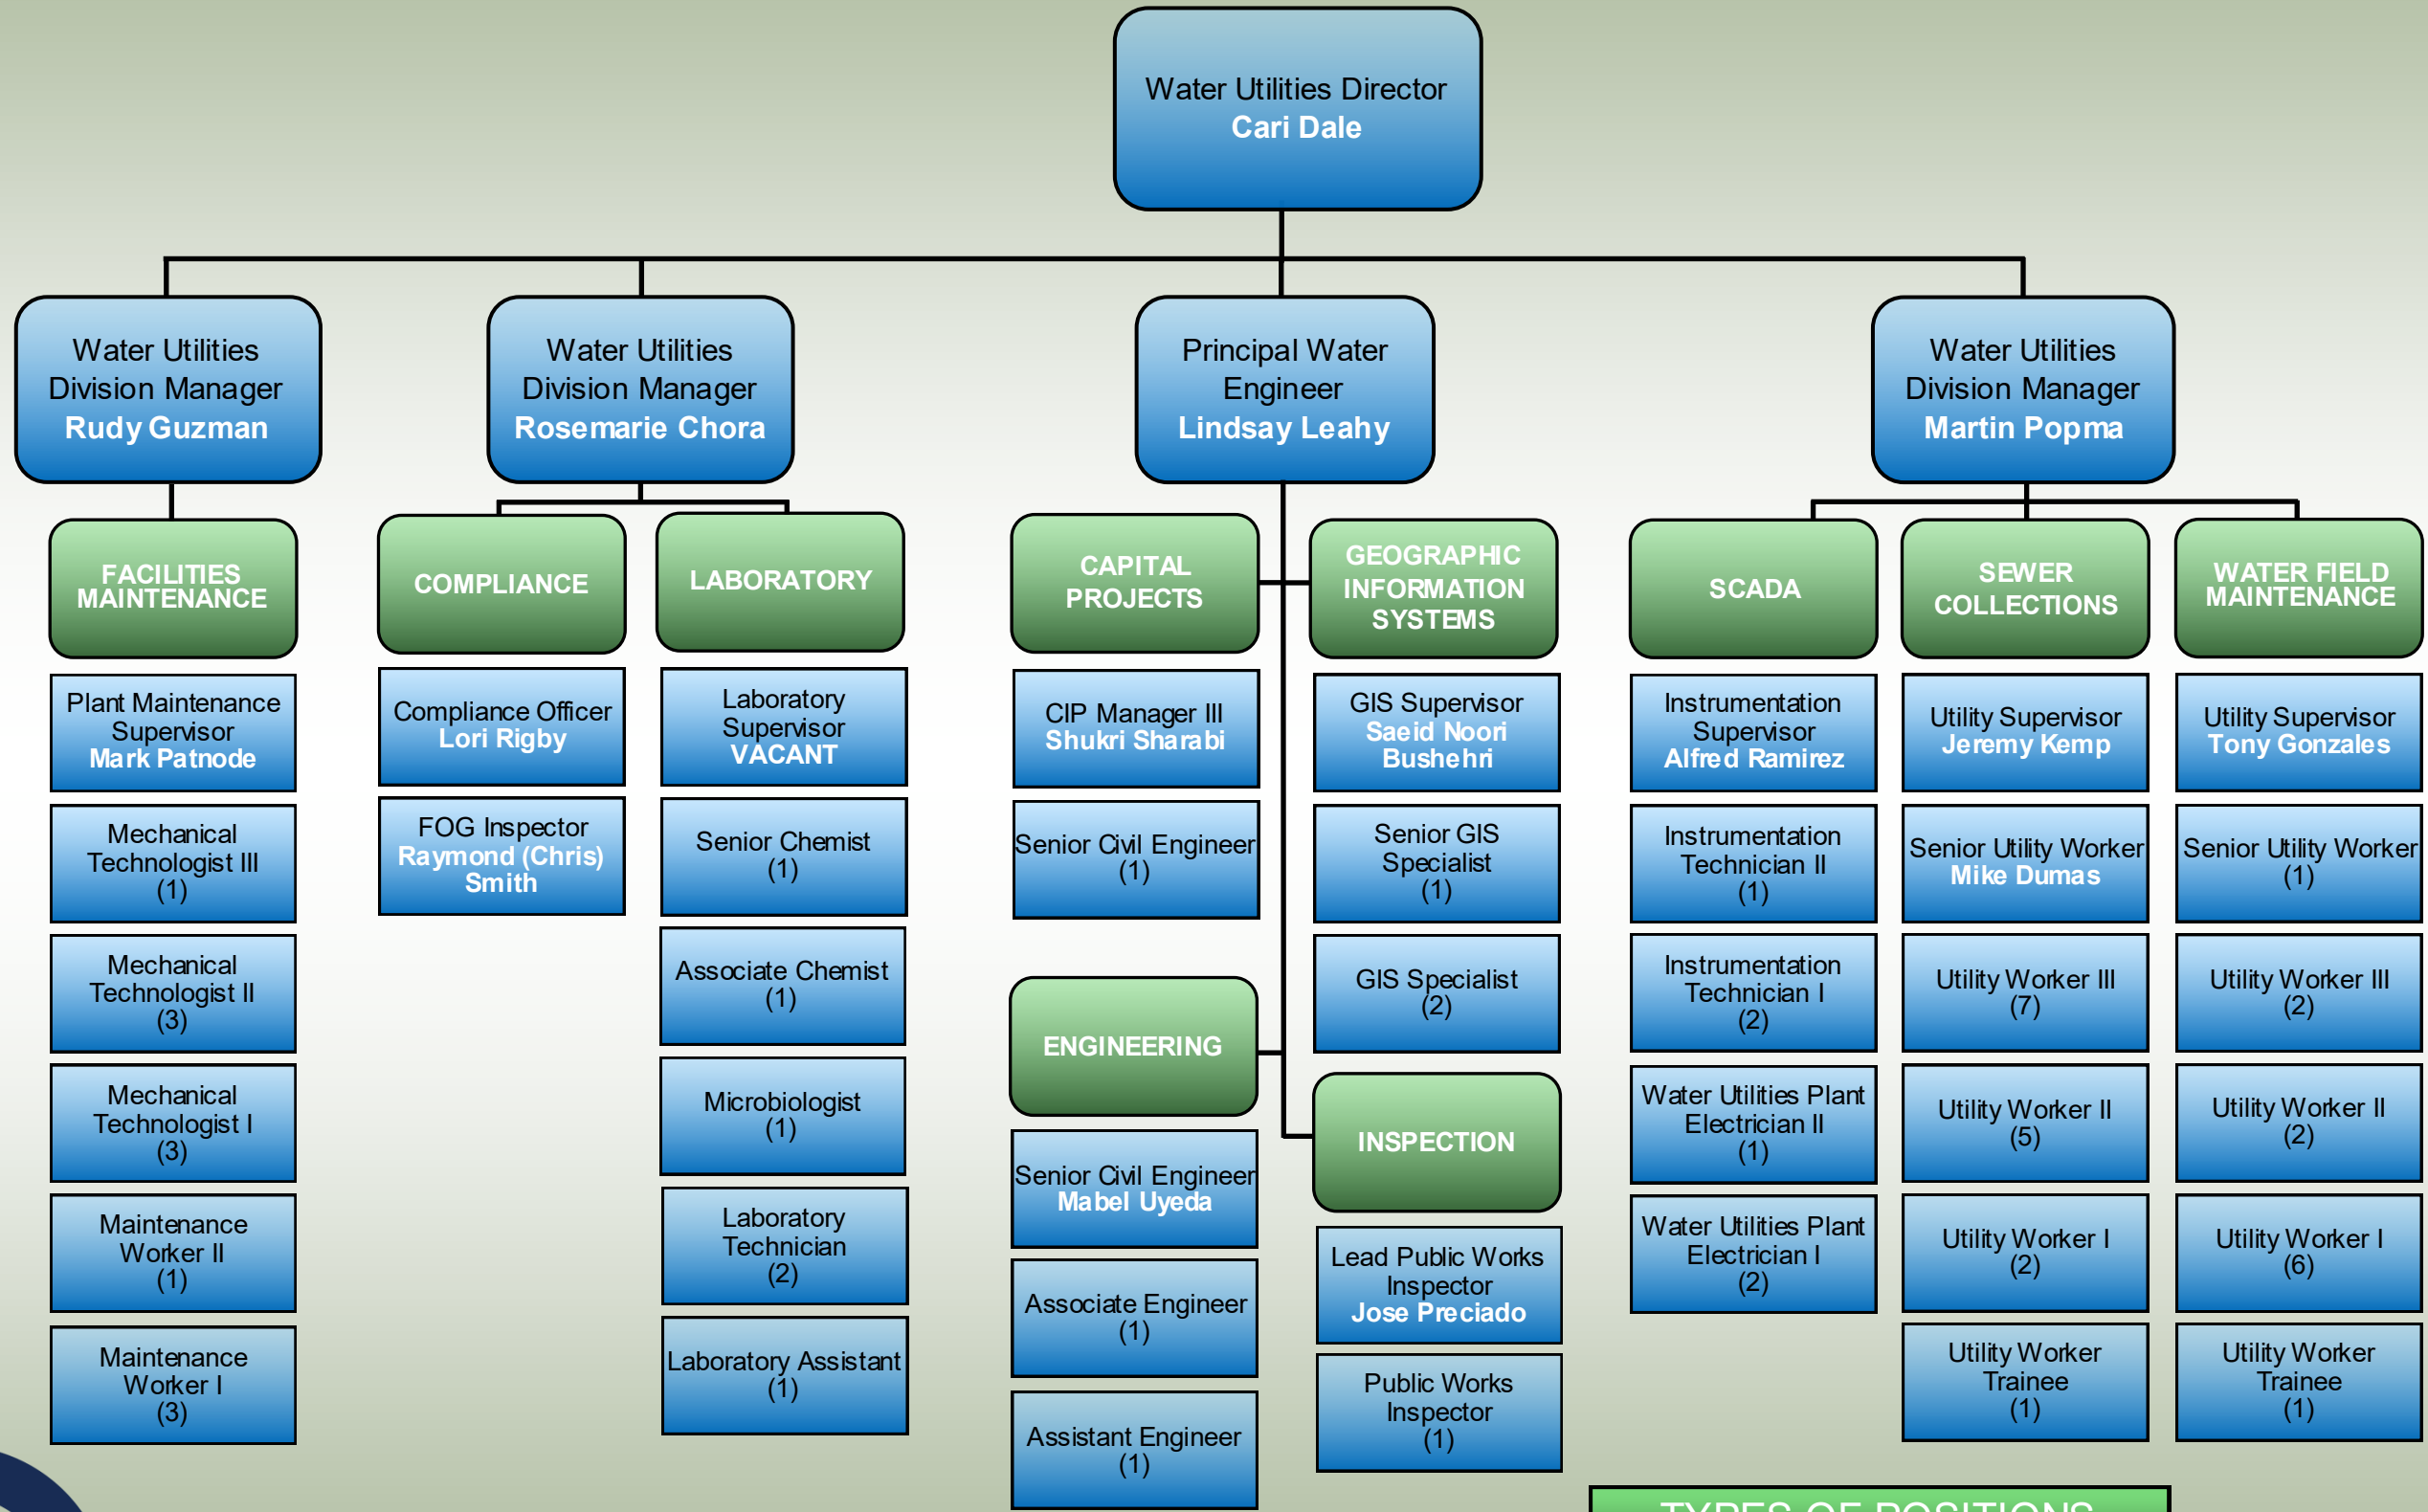 Water Utilities Director
Cari Dale
Water Utilities
Division Manager
Rudy Guzman
Water Utilities
Division Manager
Rosemarie Chora
Principal Water
Engineer
Lindsay Leahy
Water Utilities
Division Manager
Martin Popma
FACILITIES
MAINTENANCE
Plant Maintenance
Supervisor
Mark Patnode
Mechanical
Technologist III
(1)
Mechanical
Technologist II
(3)
Mechanical
Technologist I
(3)
Maintenance
Worker II
(1)
Maintenance
Worker I
(3)
COMPLIANCE
Compliance Officer
Lori Rigby
FOG Inspector
Raymond (Chris)
Smith
LABORATORY
Laboratory
Supervisor
VACANT
Senior Chemist
(1)
Associate Chemist
(1)
Microbiologist
(1)
Laboratory
Technician
(2)
Laboratory Assistant
(1)
CAPITAL
PROJECTS
CIP Manager III
Shukri Sharabi
Senior Civil Engineer
(1)
ENGINEERING
Senior Civil Engineer
Mabel Uyeda
Associate Engineer
(1)
Assistant Engineer
(1)
GEOGRAPHIC
INFORMATION
SYSTEMS
GIS Supervisor
Saeid Noori
Bushehri
Senior GIS
Specialist
(1)
GIS Specialist
(2)
INSPECTION
Lead Public Works
Inspector
Jose Preciado
Public Works
Inspector
(1)
SCADA
Instrumentation
Supervisor
Alfred Ramirez
Instrumentation
Technician II
(1)
Instrumentation
Technician I
(2)
Water Utilities Plant
Electrician II
(1)
Water Utilities Plant
Electrician I
(2)
SEWER
COLLECTIONS
Utility Supervisor
Jeremy Kemp
Senior Utility Worker
Mike Dumas
Utility Worker III
(7)
Utility Worker II
(5)
Utility Worker I
(2)
Utility Worker
Trainee
(1)
WATER FIELD
MAINTENANCE
Utility Supervisor
Tony Gonzales
Senior Utility Worker
(1)
Utility Worker III
(2)
Utility Worker II
(2)
Utility Worker I
(6)
Utility Worker
Trainee
(1)
TYPES OF POSITIONS